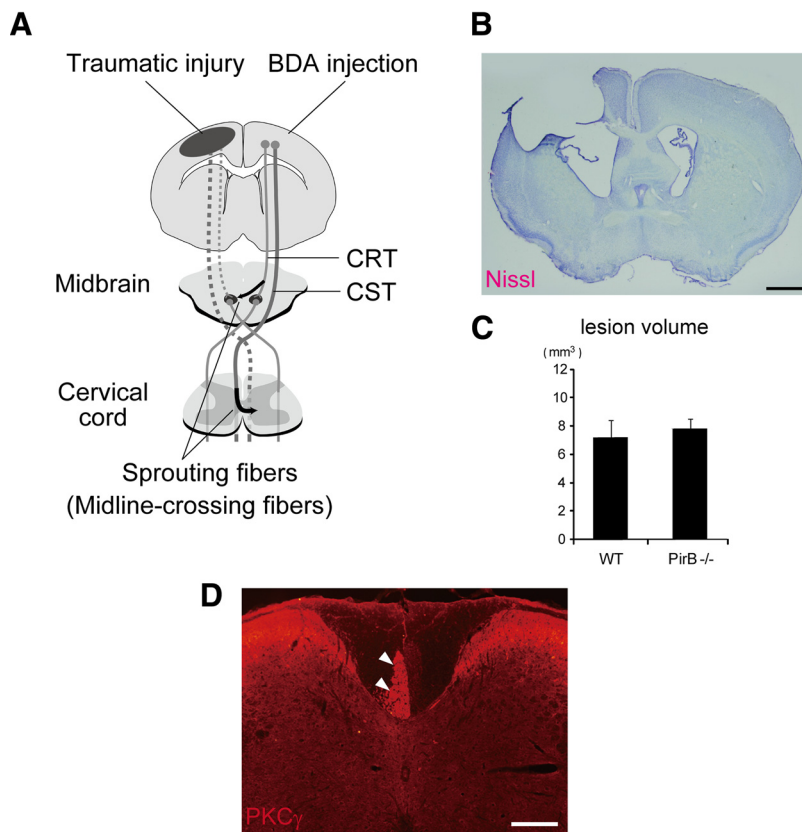 A
Traumatic injury
BDA injection
CRT
Midbrain
CST
Cervical
cord
Sprouting fibers
(Midline-crossing fibers)
B
Nissl
C
lesion volume
(mm³)
12
10
8
6
4
2
0
WT
PirB -/-
D
PKCγ